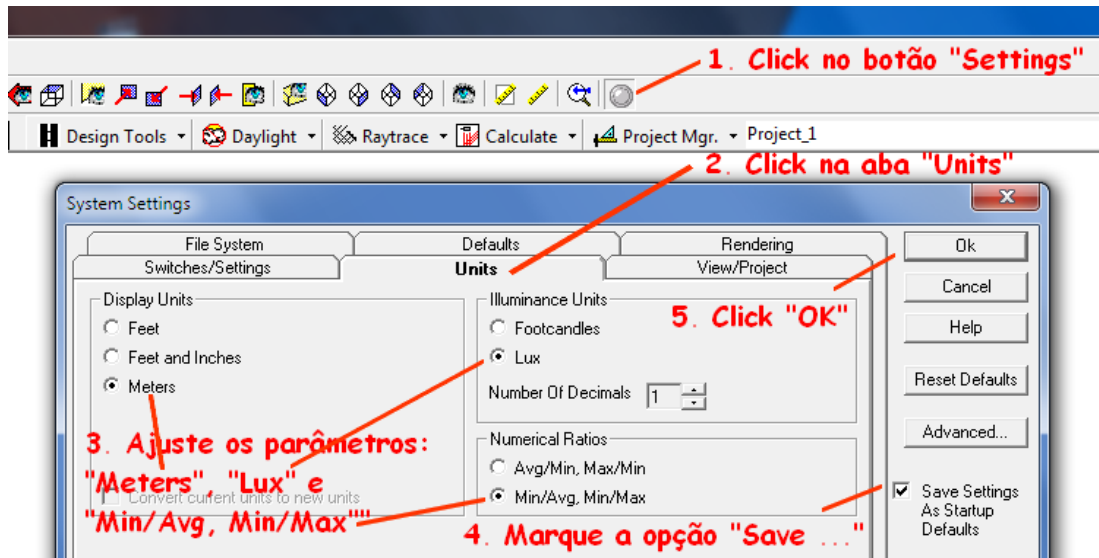 1. Click no botão "Settings"
Design Tools Daylight Raytrace Calculate Project Mgr. Project_1
2. Click na aba "Units"
System Settings
File System Defaults Rendering
Switches/Settings Units View/Project
Ok
Cancel
Help
Reset Defaults
Advanced...
Save Settings
As Startup
Defaults
Display Units
Feet
Feet and Inches
Meters
Illuminance Units
Footcandles
Lux
Number Of Decimals 1
5. Click "OK"
3. Ajuste os parâmetros:
"Meters", "Lux" e
"Min/Avg, Min/Max""
Convert current units to new units
Numerical Ratios
Avg/Min, Max/Min
Min/Avg, Min/Max
4. Marque a opção "Save ..."